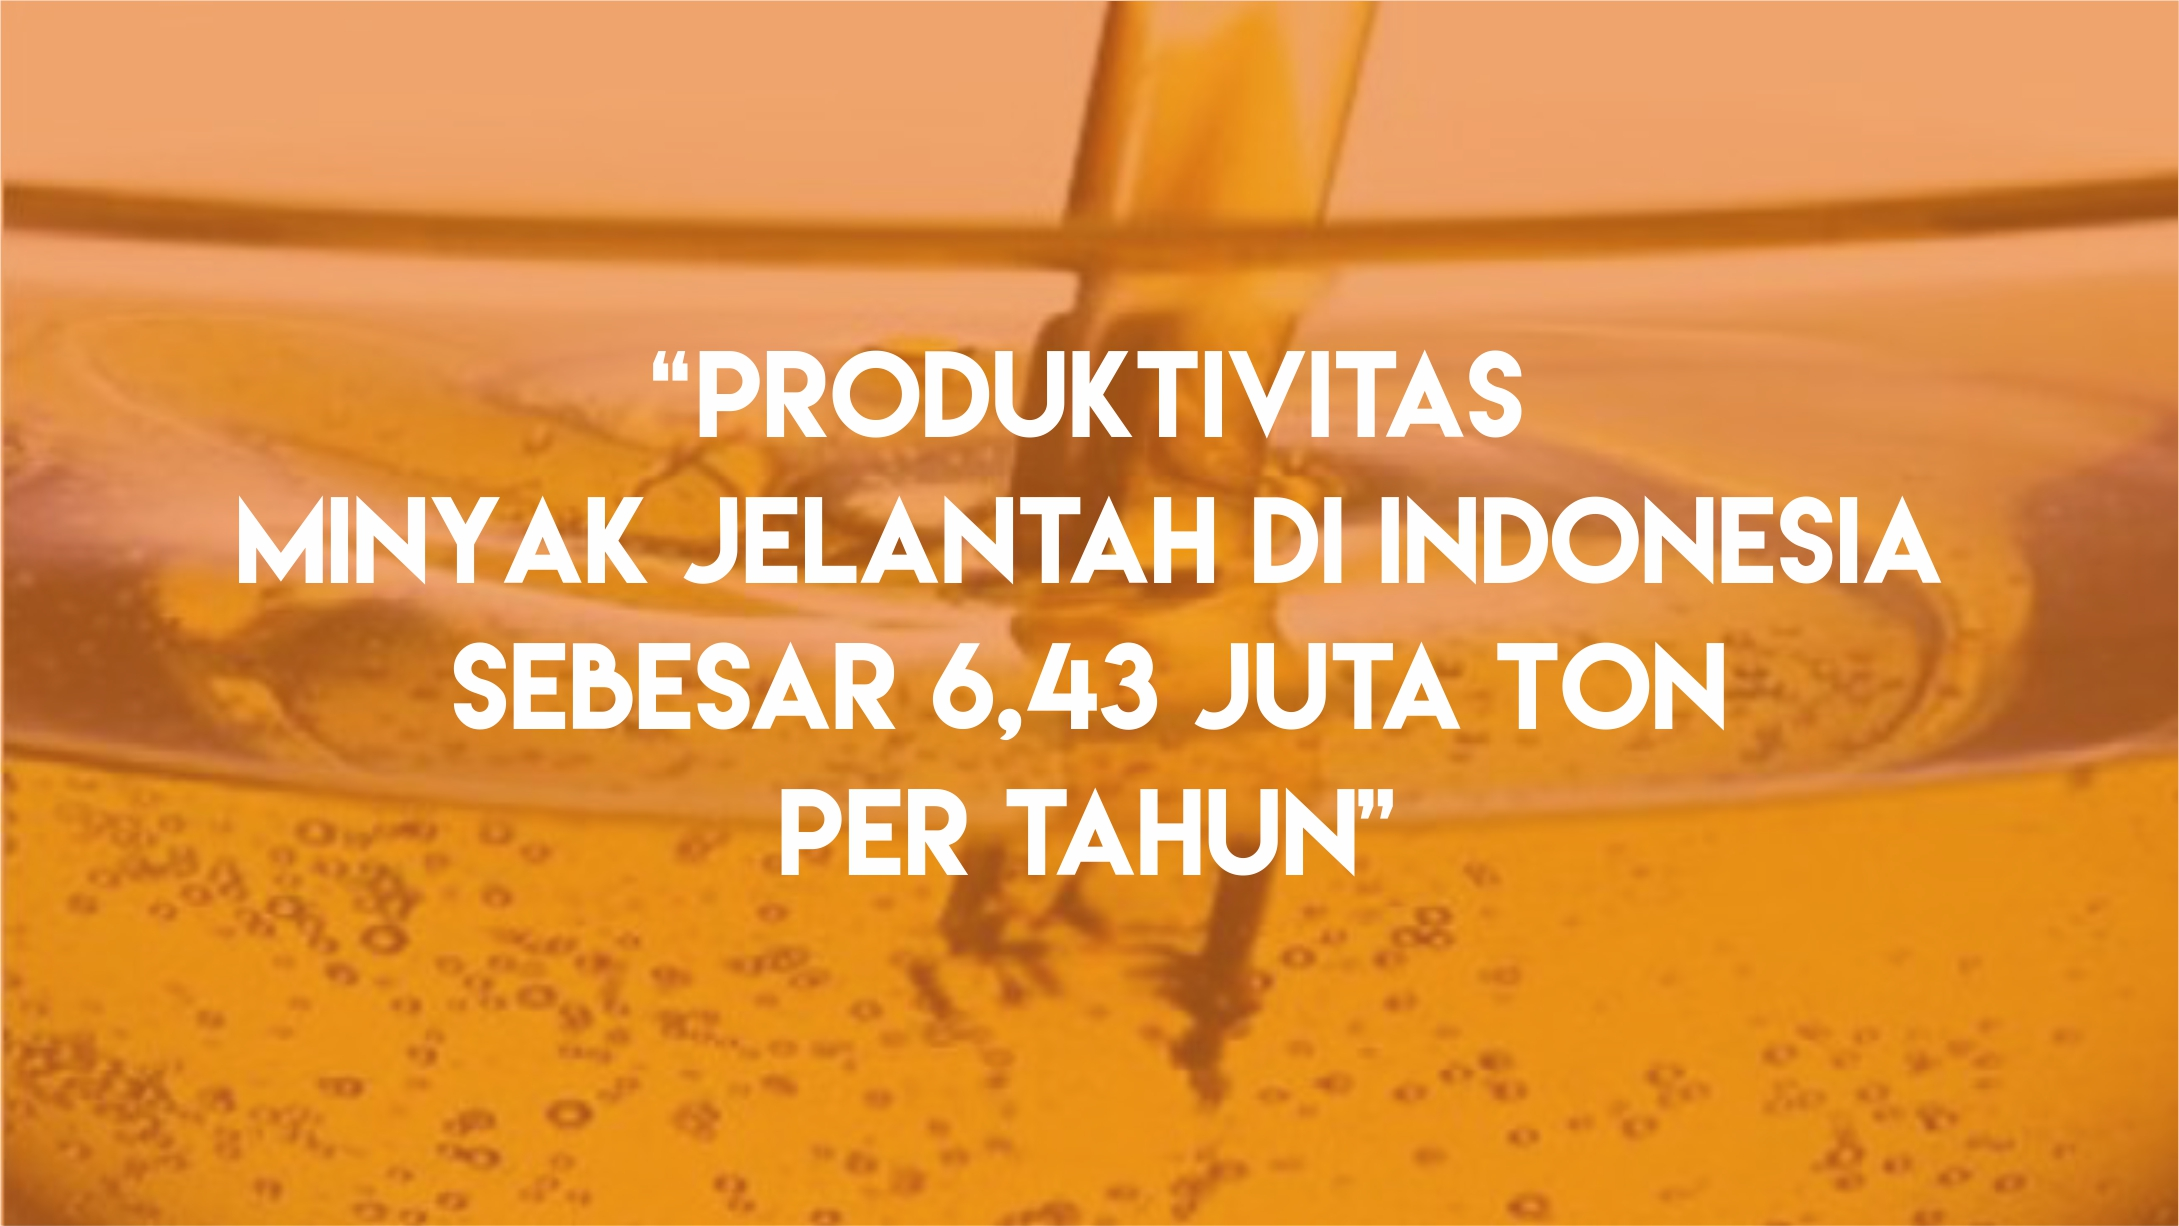 “PRODUKTIVITAS
MINYAK JELANTAH DI INDONESIA
SEBESAR 6,43 JUTA TON
PER TAHUN”